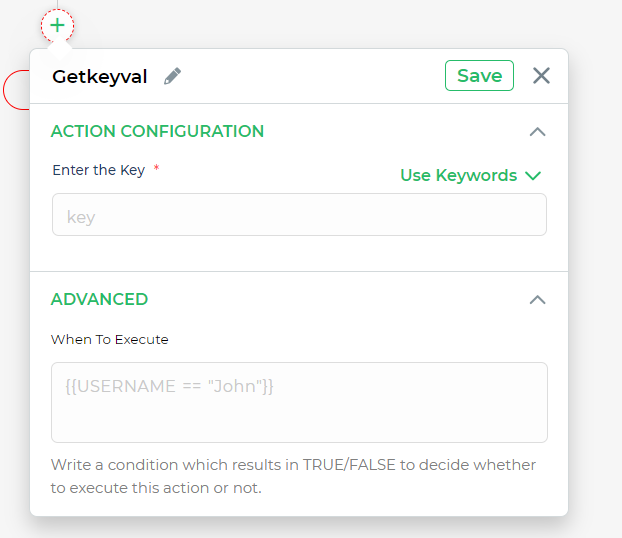 Getkeyval
Save
ACTION CONFIGURATION
Enter the Key *
Use Keywords
key
ADVANCED
When To Execute
{{USERNAME == "John"}}
Write a condition which results in TRUE/FALSE to decide whether
to execute this action or not.